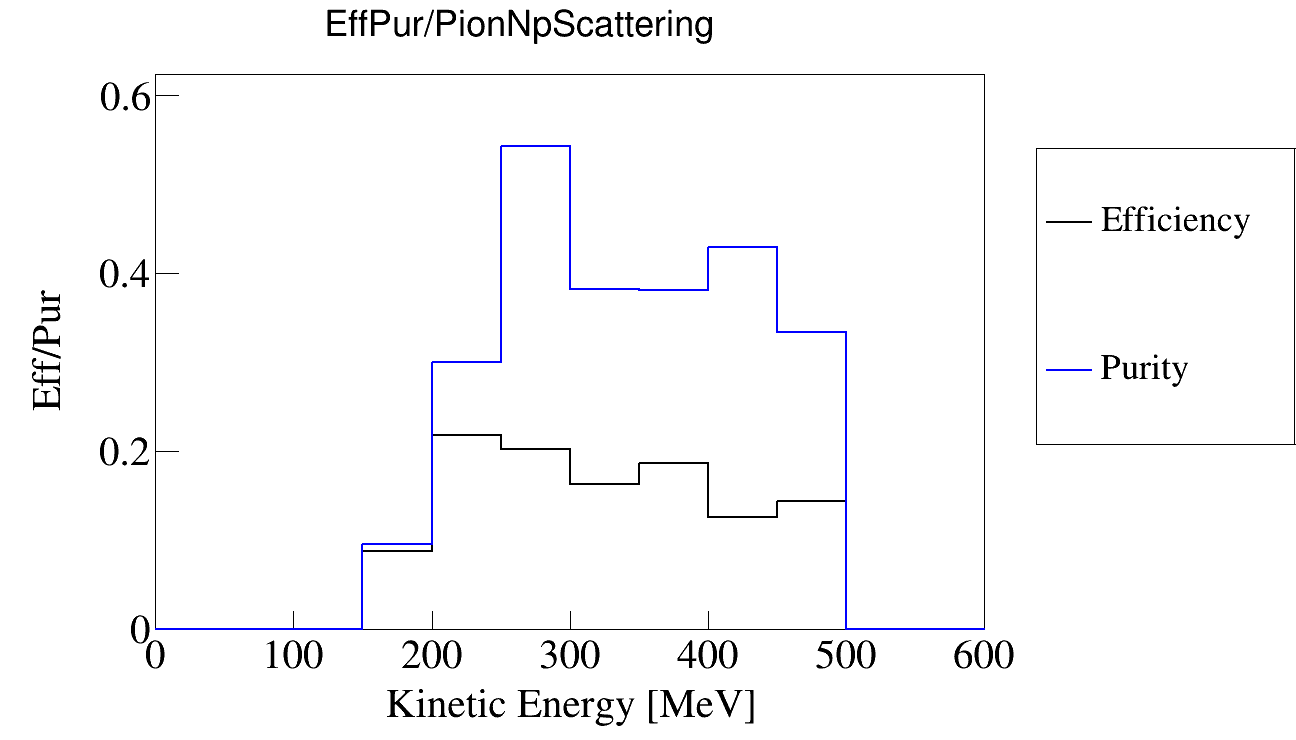 EffPur/PionNpScattering
0.6
0.4
0.2
0
Eff/Pur
0 100 200 300 400 500 600
Kinetic Energy [MeV]
Efficiency
Purity